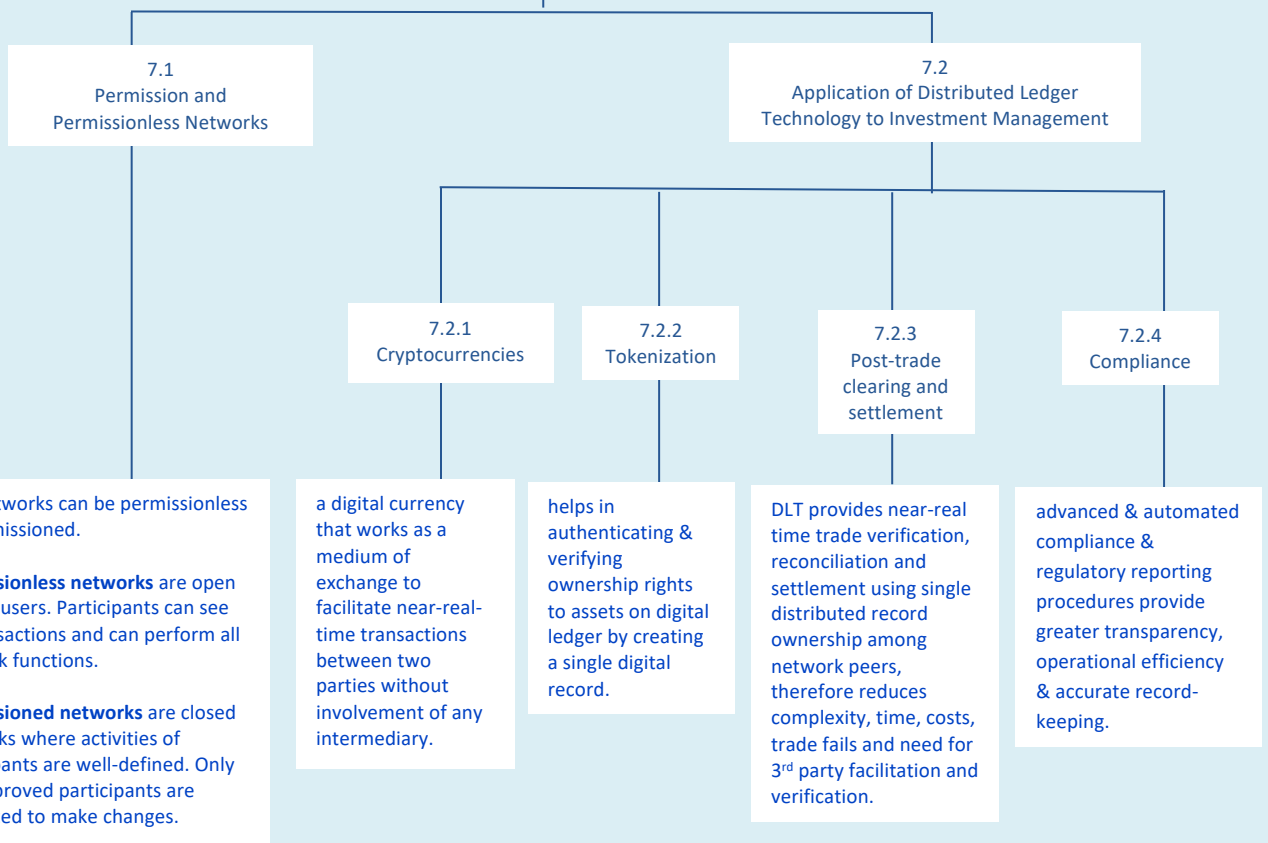 7.1
Permission and
Permissionless Networks
7.2
Application of Distributed Ledger
Technology to Investment Management
7.2.1
Cryptocurrencies
7.2.2
Tokenization
7.2.3
Post-trade
clearing and
settlement
7.2.4
Compliance
can be permissionless
are open
users. Participants can see
and can perform all
functions.
are closed
where activities of
are well-defined. Only
participants are
to make changes.
a digital currency
that works as a
medium of
exchange to
facilitate near-real-
time transactions
between two
parties without
involvement of any
intermediary.
helps in
authenticating &
verifying
ownership rights
to assets on digital
ledger by creating
a single digital
record.
DLT provides near-real
time trade verification,
reconciliation and
settlement using single
distributed record
ownership among
network peers,
therefore reduces
complexity, time, costs,
trade fails and need for
3rd party facilitation and
verification.
advanced & automated
compliance &
regulatory reporting
procedures provide
greater transparency,
operational efficiency
& accurate record-
keeping.